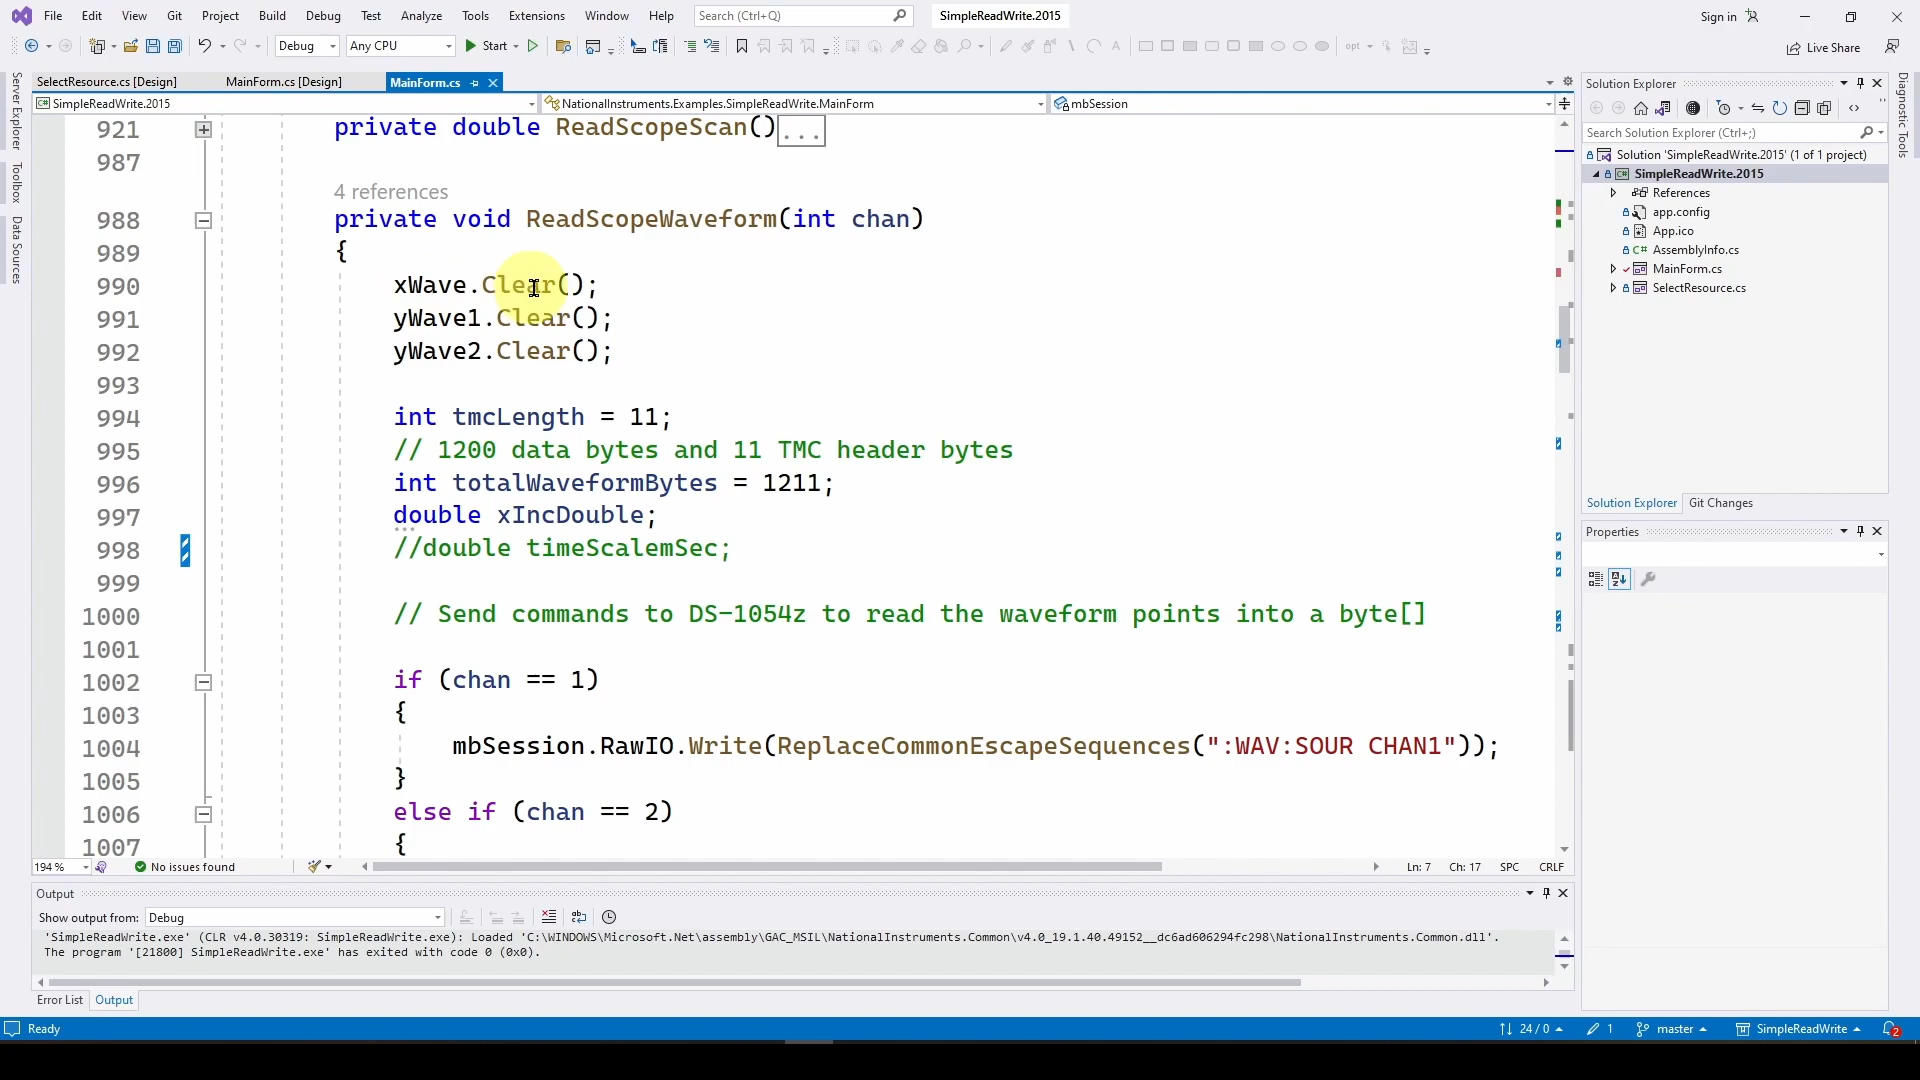 File Edit View Git Project Build Debug Test Analyze Tools Extensions Window Help Search (Ctrl+Q) SimpleReadWrite.2015 Sign in
Debug Any CPU Start opt Live Share
Server Explorer
Toolbox
Data Sources
SelectResource.cs [Design] MainForm.cs [Design] MainForm.cs
SimpleReadWrite.2015 NationalInstruments.Examples.SimpleReadWrite.MainForm mbSession
921 private double ReadScopeScan()...
987
4 references
988 private void ReadScopeWaveform(int chan)
989 {
990 xWave.Clear();
991 yWave1.Clear();
992 yWave2.Clear();
993
994 int tmcLength = 11;
995 // 1200 data bytes and 11 TMC header bytes
996 int totalWaveformBytes = 1211;
997 double xIncDouble;
998 //double timeScalemSec;
999
1000 // Send commands to DS-1054z to read the waveform points into a byte[]
1001
1002 if (chan == 1)
1003 {
1004 mbSession.RawIO.Write(ReplaceCommonEscapeSequences(":WAV:SOUR CHAN1"));
1005 }
1006 else if (chan == 2)
1007 {
194 % No issues found Ln: 7 Ch: 17 SPC CRLF
Output
Show output from: Debug
'SimpleReadWrite.exe' (CLR v4.0.30319: SimpleReadWrite.exe): Loaded 'C:\WINDOWS\Microsoft.Net\assembly\GAC_MSIL\NationalInstruments.Common\v4.0_19.1.40.49152__dc6ad606294fc298\NationalInstruments.Common.dll'.
The program '[21800] SimpleReadWrite.exe' has exited with code 0 (0x0).
Error List Output
Solution Explorer
Search Solution Explorer (Ctrl+;)
Solution 'SimpleReadWrite.2015' (1 of 1 project)
SimpleReadWrite.2015
References
app.config
App.ico
AssemblyInfo.cs
MainForm.cs
SelectResource.cs
Solution Explorer Git Changes
Properties
Diagnostic Tools
Ready 24 / 0 1 master SimpleReadWrite 2